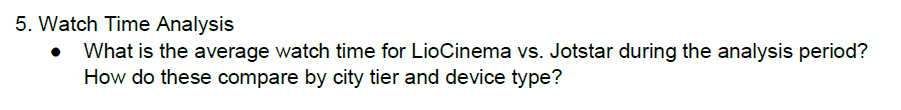 5. Watch Time Analysis
● What is the average watch time for LioCinema vs. Jotstar during the analysis period?
How do these compare by city tier and device type?